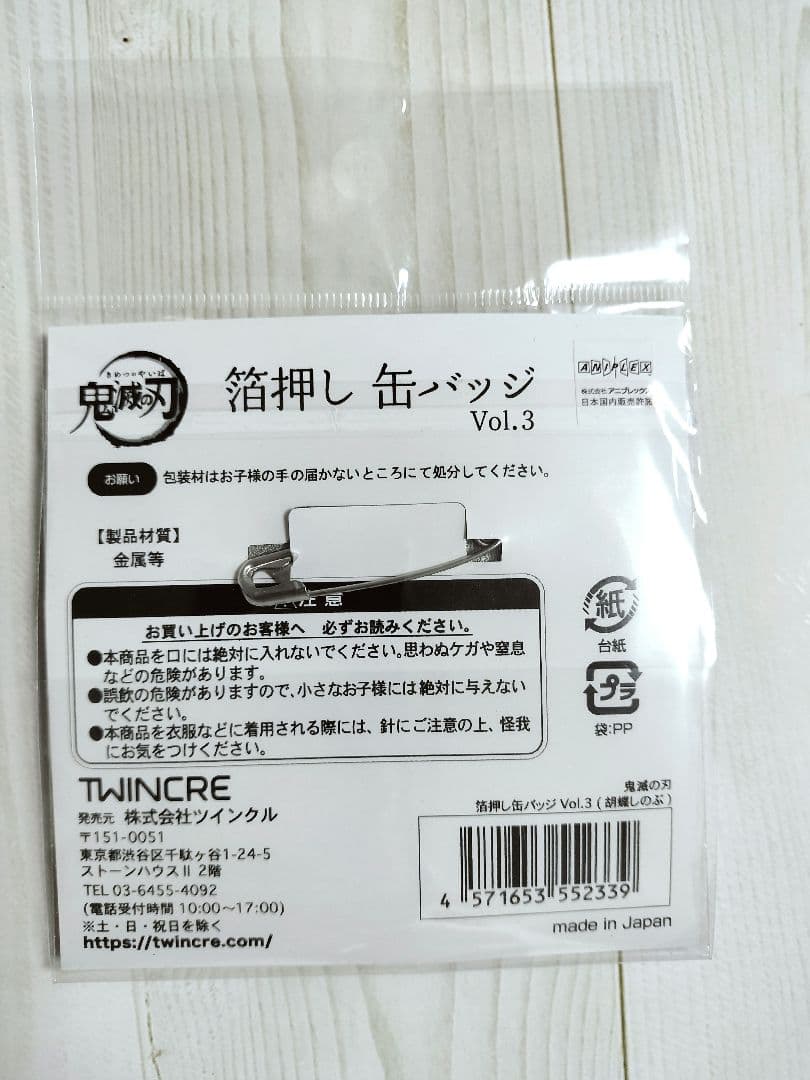 きめつのやいば
鬼滅の刃
箔押し 缶バッジ
Vol.3
ANIPLEX
株式会社 アニプレックス
日本国内販売許諾
お願い 包装材はお子様の手の届かないところにて処分してください。
【製品材質】
金属等
注意
お買い上げのお客様へ 必ずお読みください。
●本商品を口には絶対に入れないでください。思わぬケガや窒息
などの危険があります。
●誤飲の危険がありますので、小さなお子様には絶対に与えない
でください。
●本商品を衣服などに着用される際には、針にご注意の上、怪我
にお気をつけください。
紙
台紙
プラ
袋:PP
TWINCRE
発売元 株式会社ツインクル
〒151-0051
東京都渋谷区千駄ヶ谷1-24-5
ストーンハウスⅡ 2階
TEL 03-6455-4092
(電話受付時間 10:00〜17:00)
※土・日・祝日を除く
https://twincre.com/
鬼滅の刃
箔押し缶バッジ Vol.3 (胡蝶しのぶ)
4 571653 552339
made in Japan